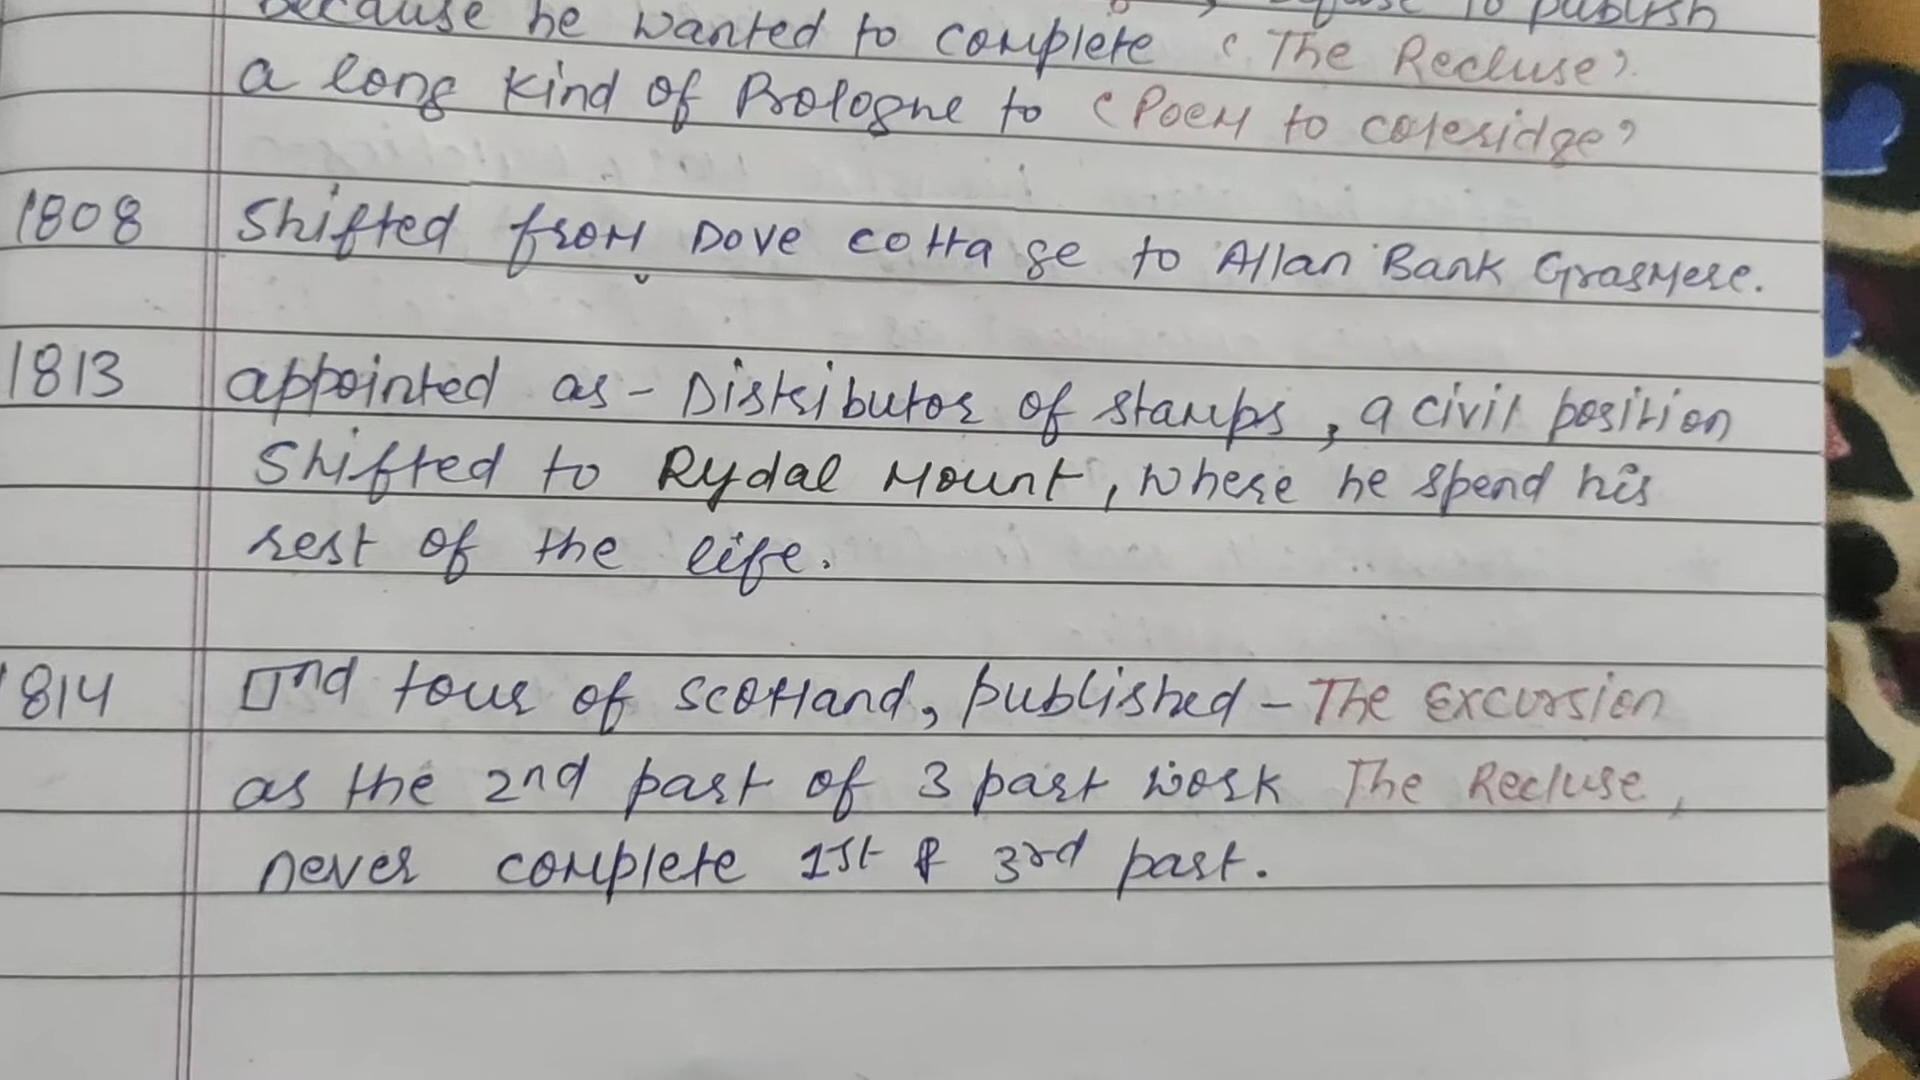 because he wanted to complete 'The Recluse'.
a long kind of Prologne to 'Poem to coleridge'
1808 Shifted from Dove cottage to Allan Bank Grasmere.
1813 appointed as - Distributor of stamps, a civil position
Shifted to Rydal Mount, where he spend his
rest of the life.
1814 IInd tour of Scotland, published - The Excursion
as the 2nd part of 3 part work The Recluse,
never complete 1st & 3rd part.